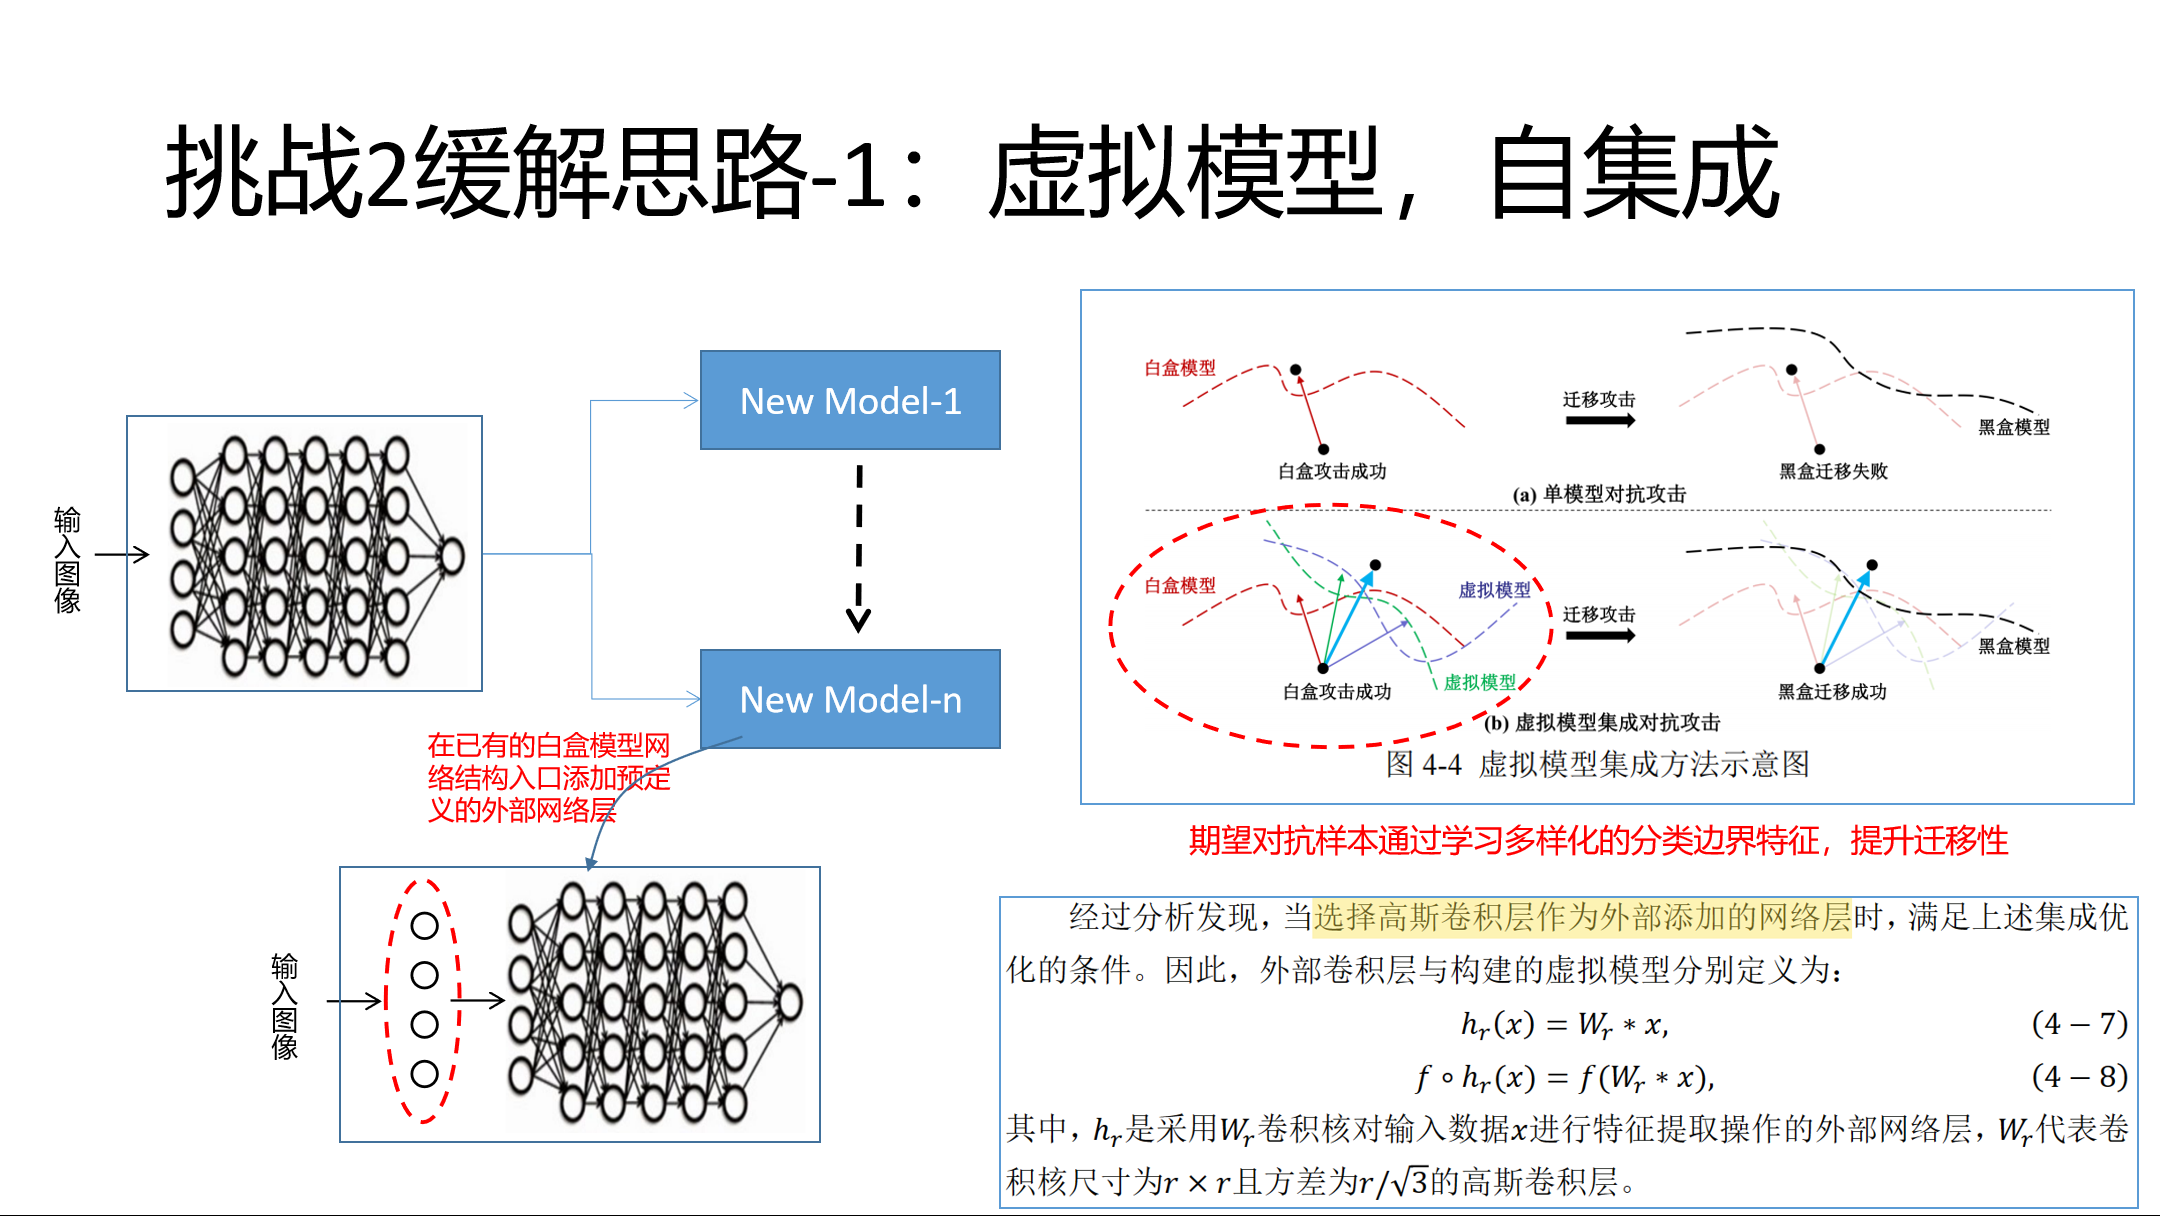 挑战2缓解思路-1：虚拟模型，自集成
输入图像
New Model-1
New Model-n
在已有的白盒模型网
络结构入口添加预定
义的外部网络层
输入图像
白盒模型
白盒攻击成功
迁移攻击
黑盒模型
黑盒迁移失败
(a) 单模型对抗攻击
白盒模型
虚拟模型
虚拟模型
白盒攻击成功
迁移攻击
黑盒模型
黑盒迁移成功
(b) 虚拟模型集成对抗攻击
图 4-4 虚拟模型集成方法示意图
期望对抗样本通过学习多样化的分类边界特征，提升迁移性
经过分析发现，当选择高斯卷积层作为外部添加的网络层时，满足上述集成优
化的条件。因此，外部卷积层与构建的虚拟模型分别定义为：
h_r(x) = W_r ∗ x, (4 − 7)
f ∘ h_r(x) = f(W_r ∗ x), (4 − 8)
其中，h_r是采用W_r卷积核对输入数据x进行特征提取操作的外部网络层，W_r代表卷
积核尺寸为r × r且方差为r/√3的高斯卷积层。